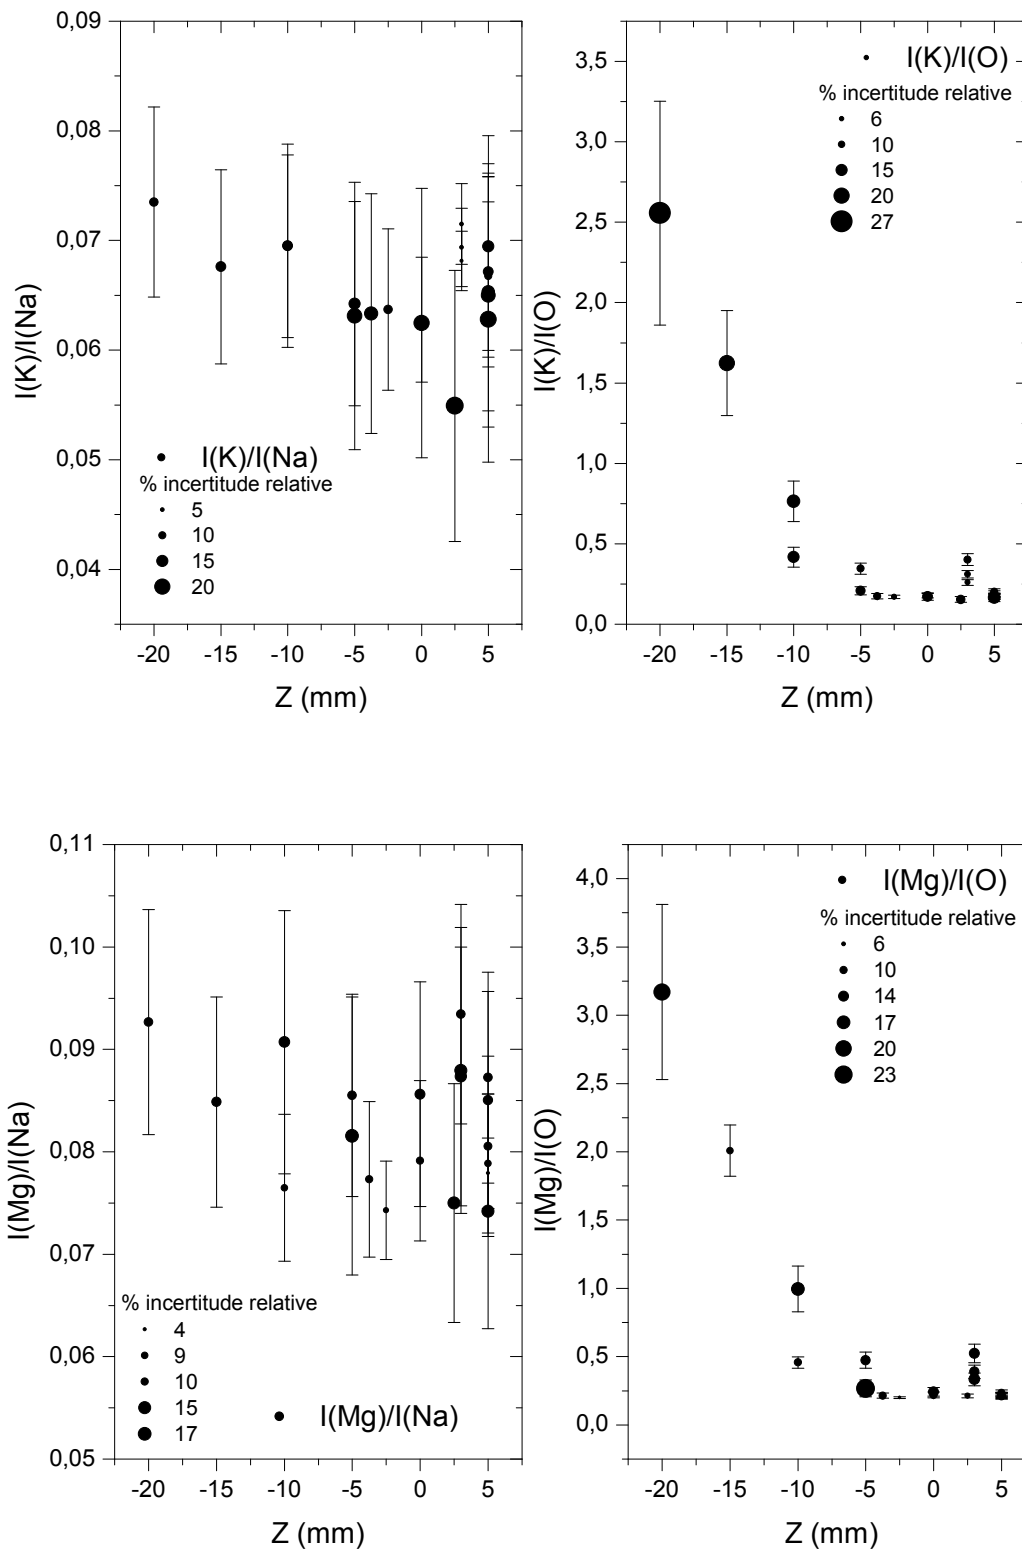 0,09
0,08
0,07
0,06
0,05
0,04
I(K)/I(Na)
I(K)/I(Na)
% incertitude relative
5
10
15
20
-20 -15 -10 -5 0 5
Z (mm)
3,5
3,0
2,5
2,0
1,5
1,0
0,5
0,0
I(K)/I(O)
I(K)/I(O)
% incertitude relative
6
10
15
20
27
-20 -15 -10 -5 0 5
Z (mm)
0,11
0,10
0,09
0,08
0,07
0,06
0,05
I(Mg)/I(Na)
% incertitude relative
4
9
10
15
17
I(Mg)/I(Na)
-20 -15 -10 -5 0 5
Z (mm)
4,0
3,5
3,0
2,5
2,0
1,5
1,0
0,5
0,0
I(Mg)/I(O)
I(Mg)/I(O)
% incertitude relative
6
10
14
17
20
23
-20 -15 -10 -5 0 5
Z (mm)